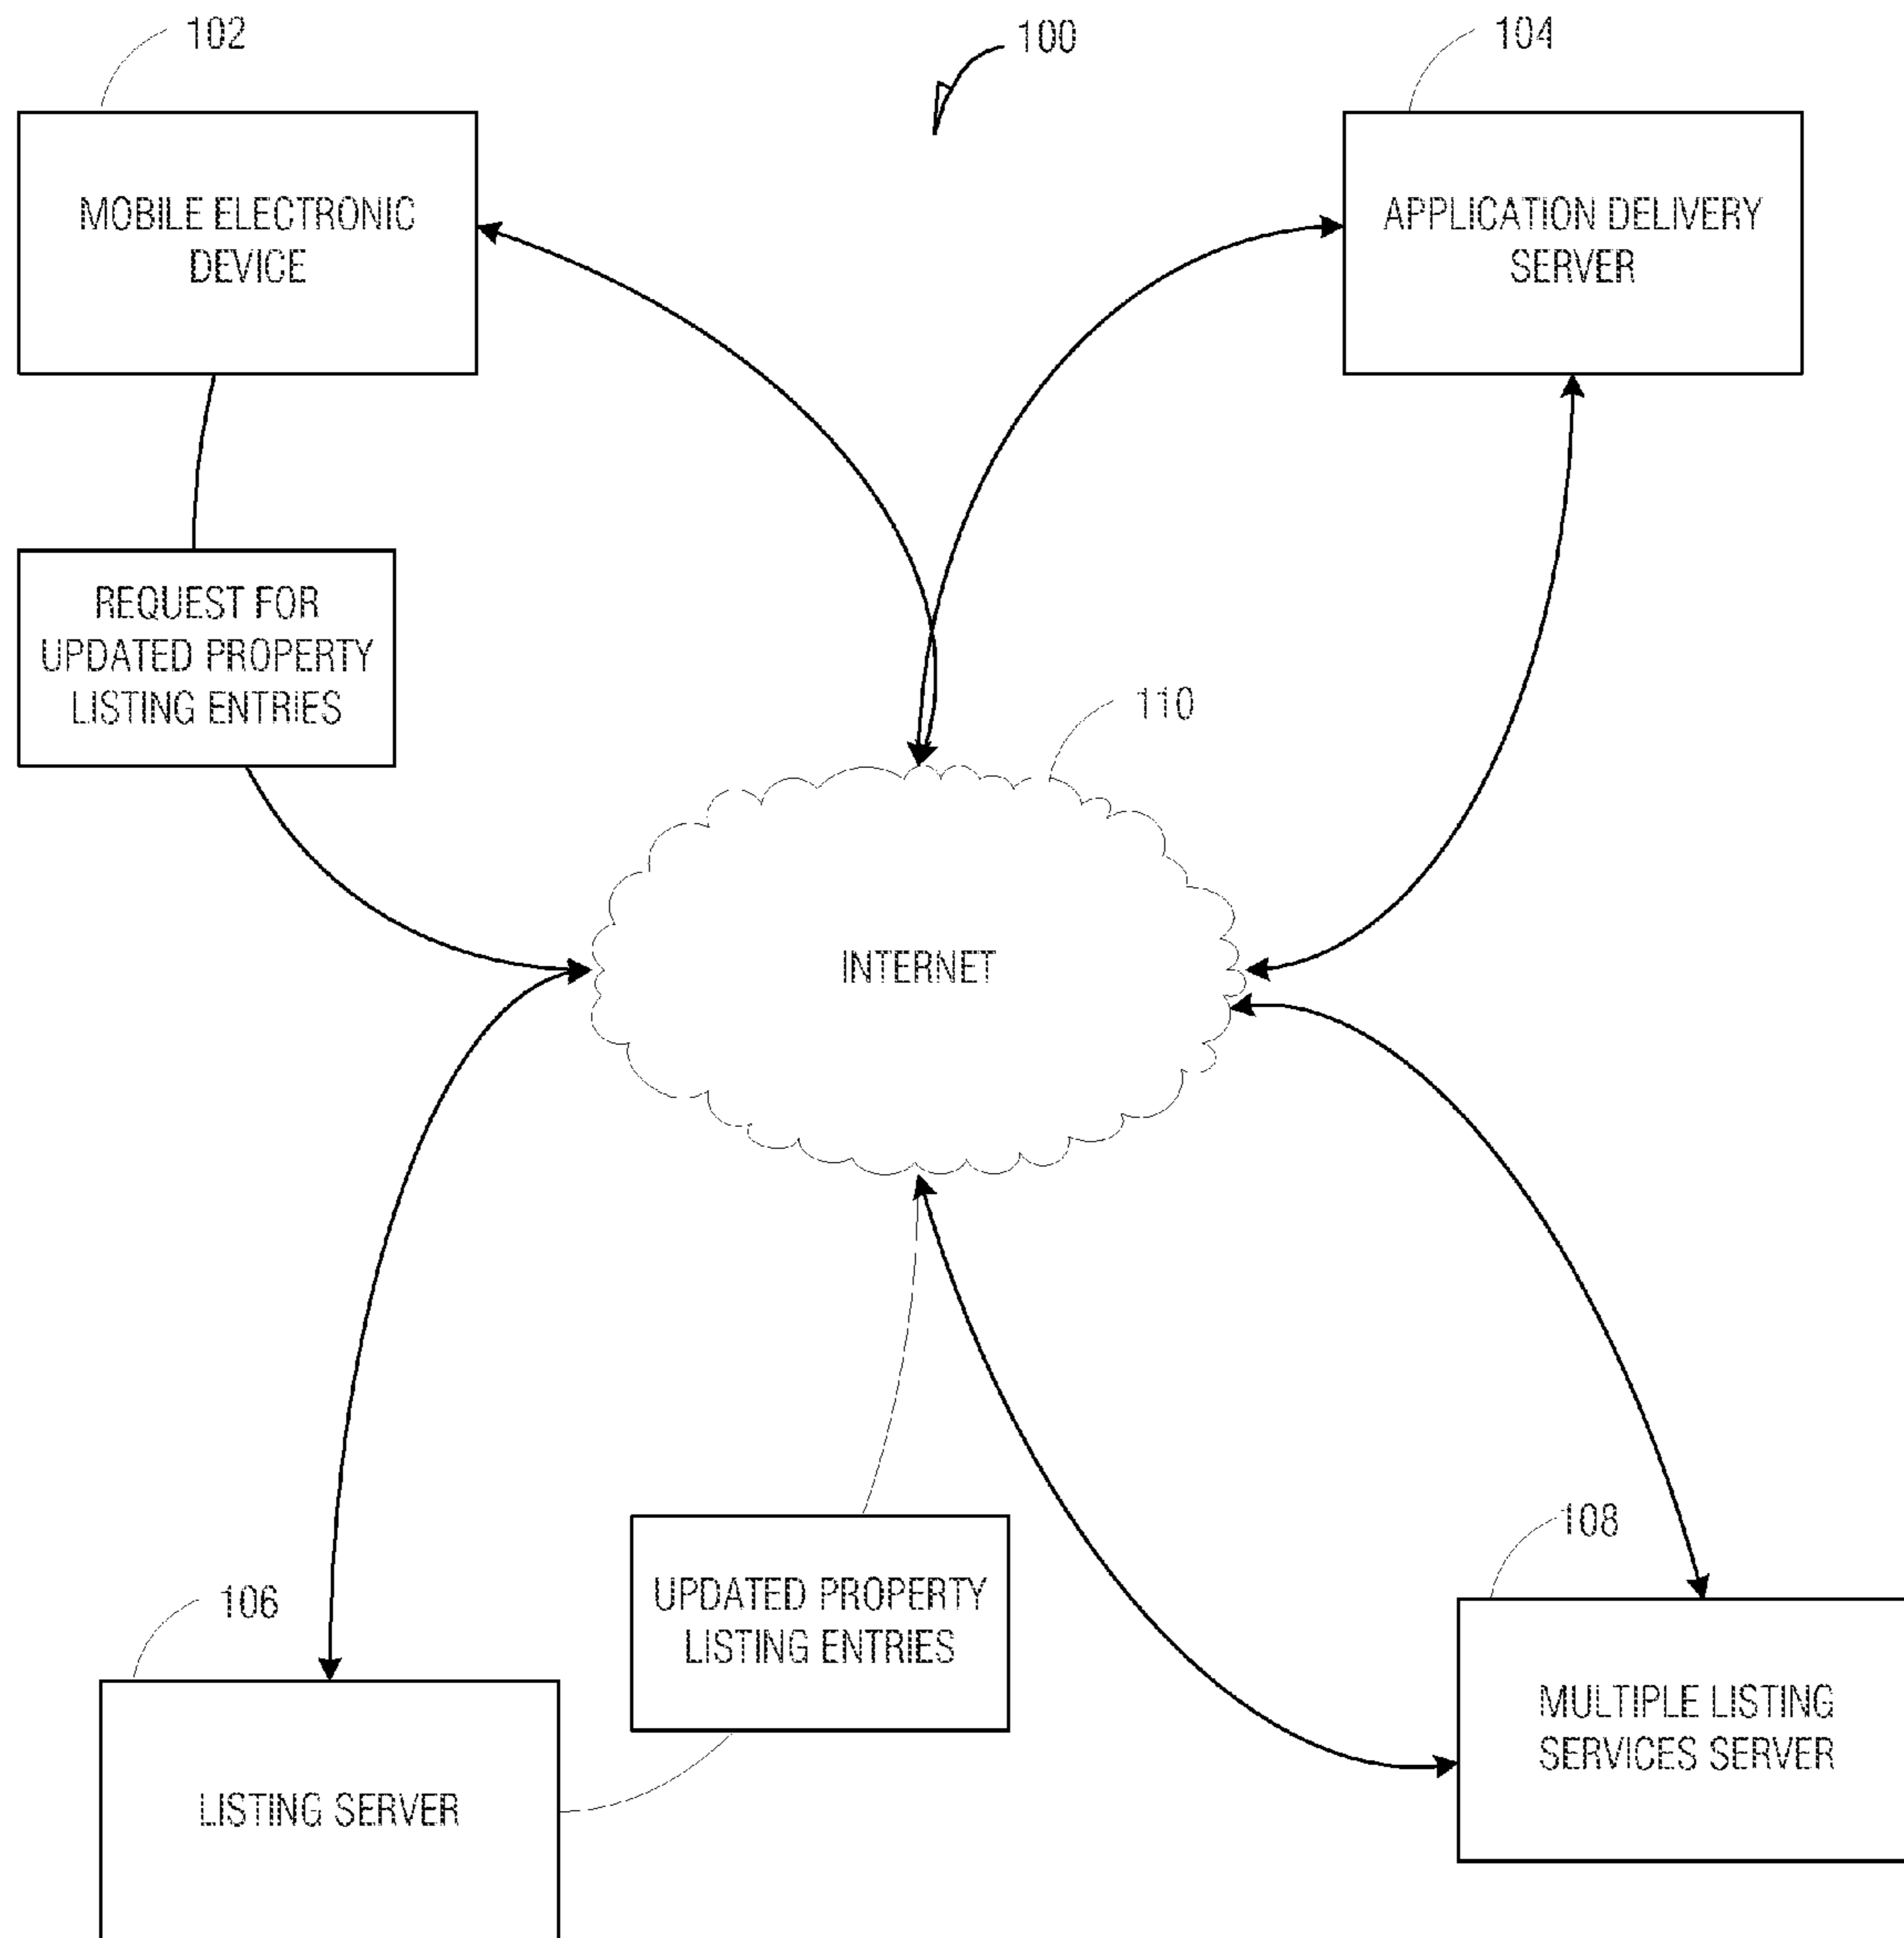 102
100
104
MOBILE ELECTRONIC
DEVICE
APPLICATION DELIVERY
SERVER
REQUEST FOR
UPDATED PROPERTY
LISTING ENTRIES
110
INTERNET
108
106
UPDATED PROPERTY
LISTING ENTRIES
MULTIPLE LISTING
SERVICES SERVER
LISTING SERVER